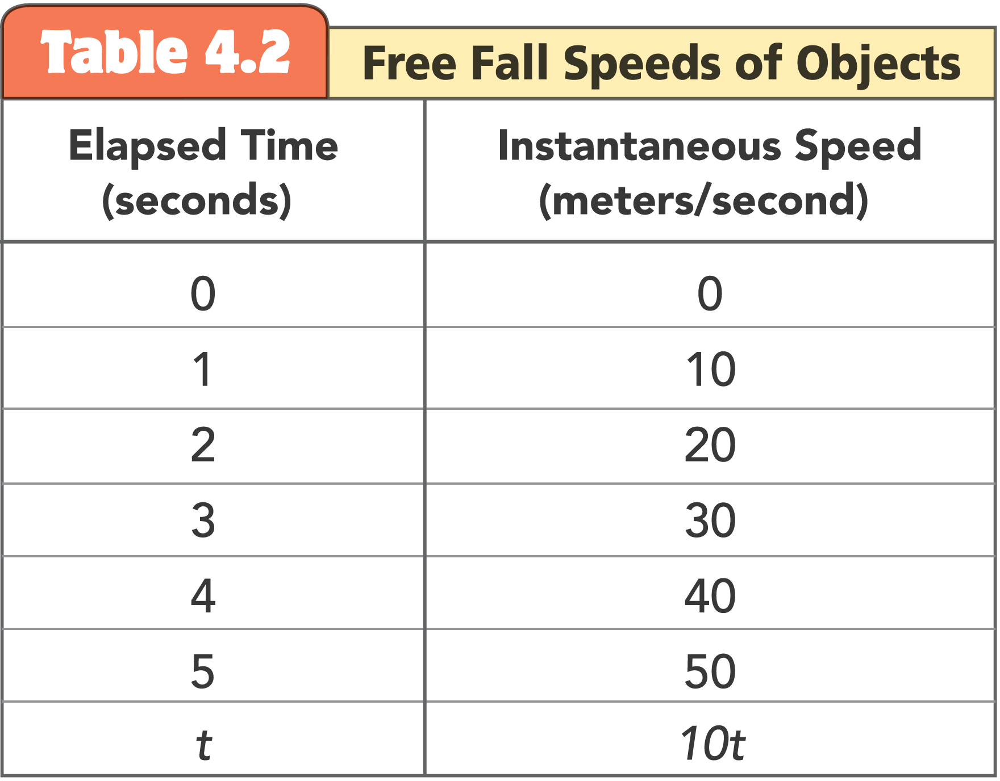 Table 4.2 Free Fall Speeds of Objects
Elapsed Time Instantaneous Speed
(seconds) (meters/second)
0 0
1 10
2 20
3 30
4 40
5 50
t 10t